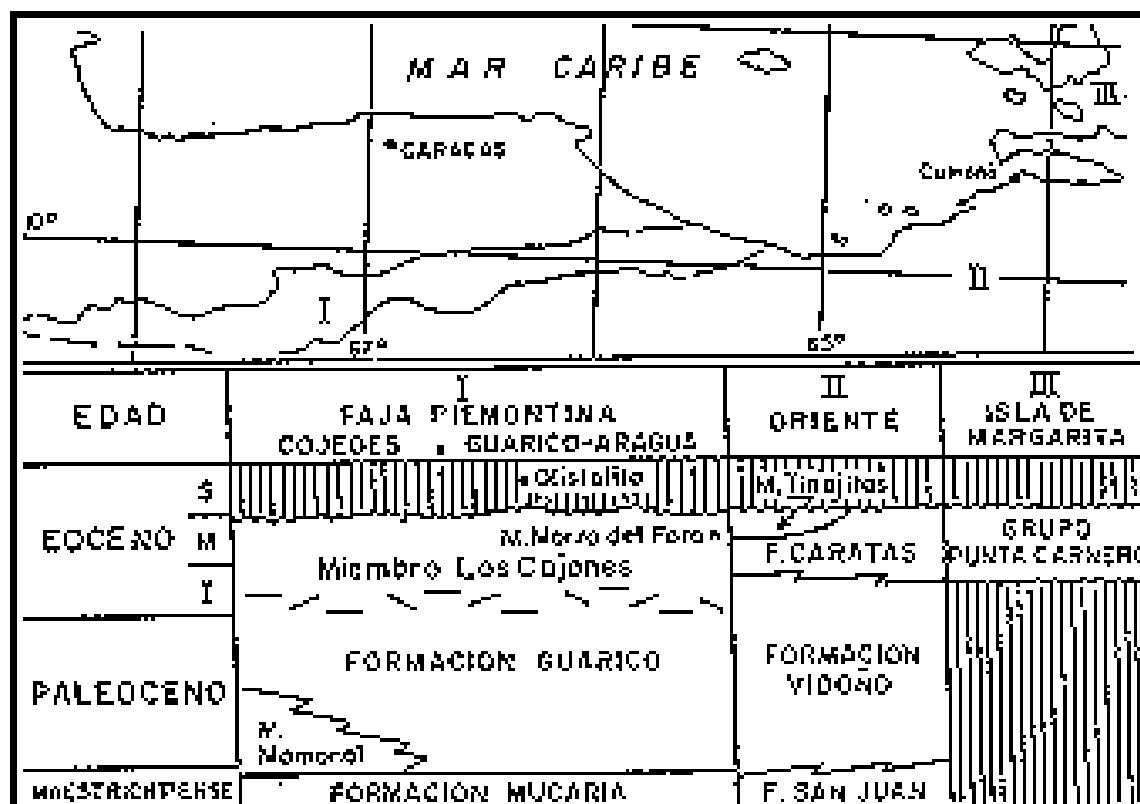 MAR CARIBE
III
CARACAS
Cumaná
10°
II
I
67°
65°
I
II
III
EDAD
FAJA PIEMONTINA
ORIENTE
ISLA DE
COJEDES
GUARICO-ARAGUA
MARGARITA
S
M. Tinajitas
EOCENO
M
I
M. Morro del Faro
GRUPO
F. CARATAS
PUNTA CARNERO
Miembro Los Cajones
PALEOCENO
FORMACION GUARICO
FORMACION
VIDOÑO
M.
Mamonal
MAESTRICHTIENSE
FORMACION MUCARIA
F. SAN JUAN